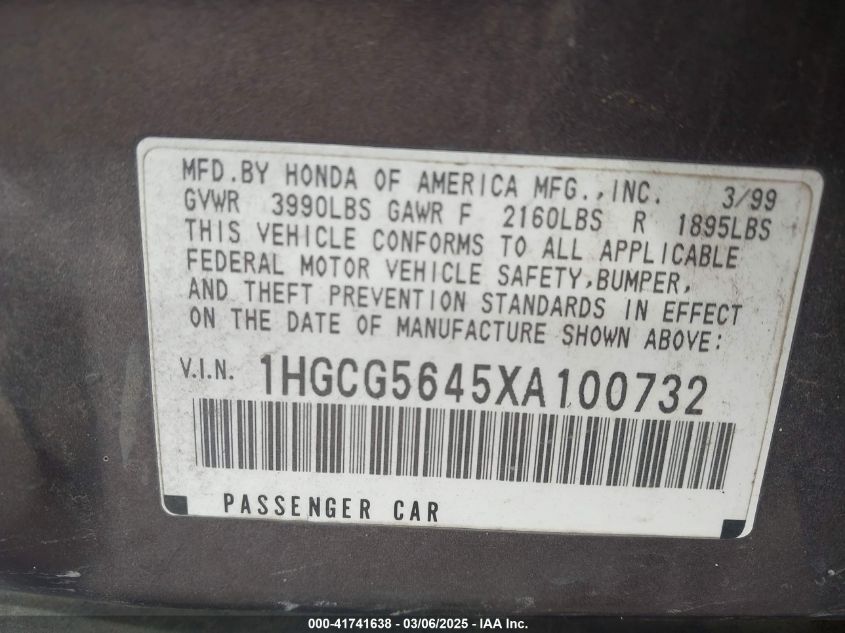 MFD.BY HONDA OF AMERICA MFG.,INC. 3/99
GVWR 3990LBS GAWR F 2160LBS R 1895LBS
THIS VEHICLE CONFORMS TO ALL APPLICABLE
FEDERAL MOTOR VEHICLE SAFETY,BUMPER,
AND THEFT PREVENTION STANDARDS IN EFFECT
ON THE DATE OF MANUFACTURE SHOWN ABOVE:
V.I.N. 1HGCG5645XA100732
PASSENGER CAR
000-41741638 - 03/06/2025 - IAAI.com